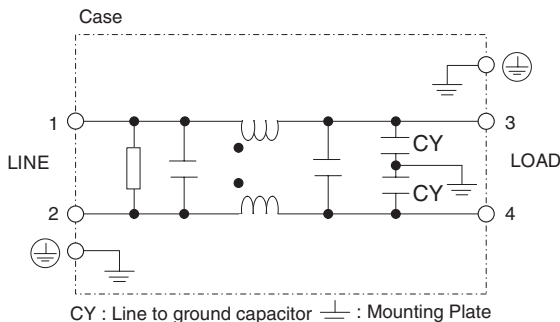 Case
1
3
CY
LINE
LOAD
CY
2
4
CY : Line to ground capacitor : Mounting Plate